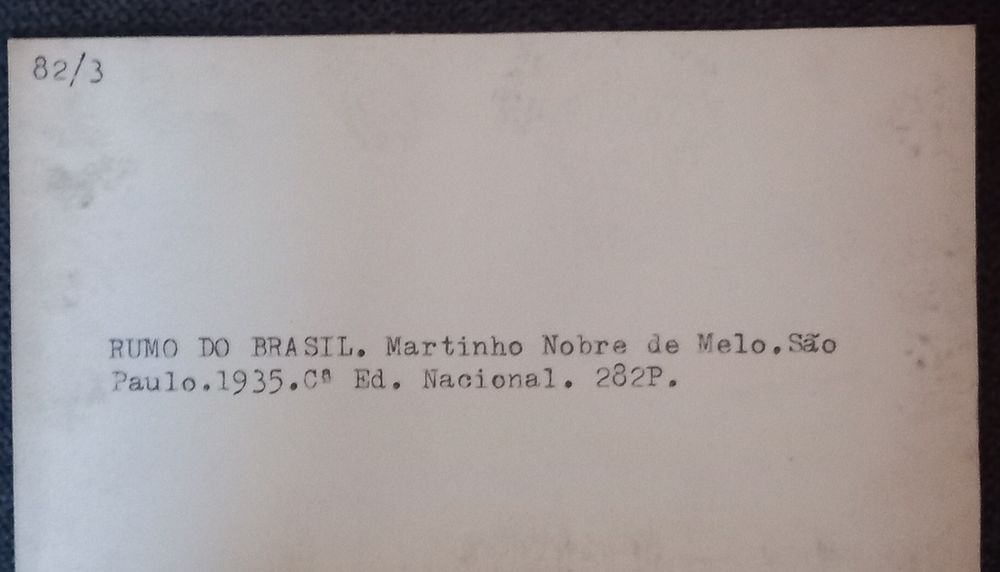 82/3
RUMO DO BRASIL. Martinho Nobre de Melo.São
Paulo.1935.Cª Ed. Nacional. 282P.